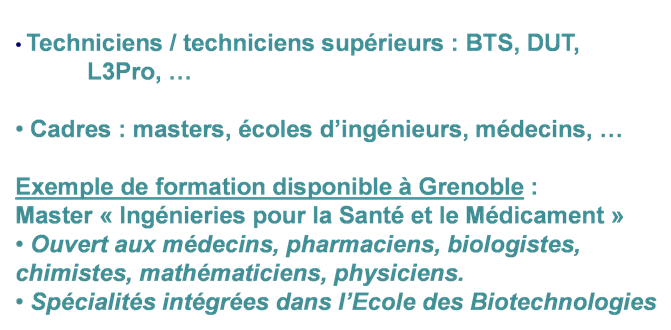 • Techniciens / techniciens supérieurs : BTS, DUT,
L3Pro, …
• Cadres : masters, écoles d’ingénieurs, médecins, …
Exemple de formation disponible à Grenoble :
Master « Ingénieries pour la Santé et le Médicament »
• Ouvert aux médecins, pharmaciens, biologistes,
chimistes, mathématiciens, physiciens.
• Spécialités intégrées dans l’Ecole des Biotechnologies